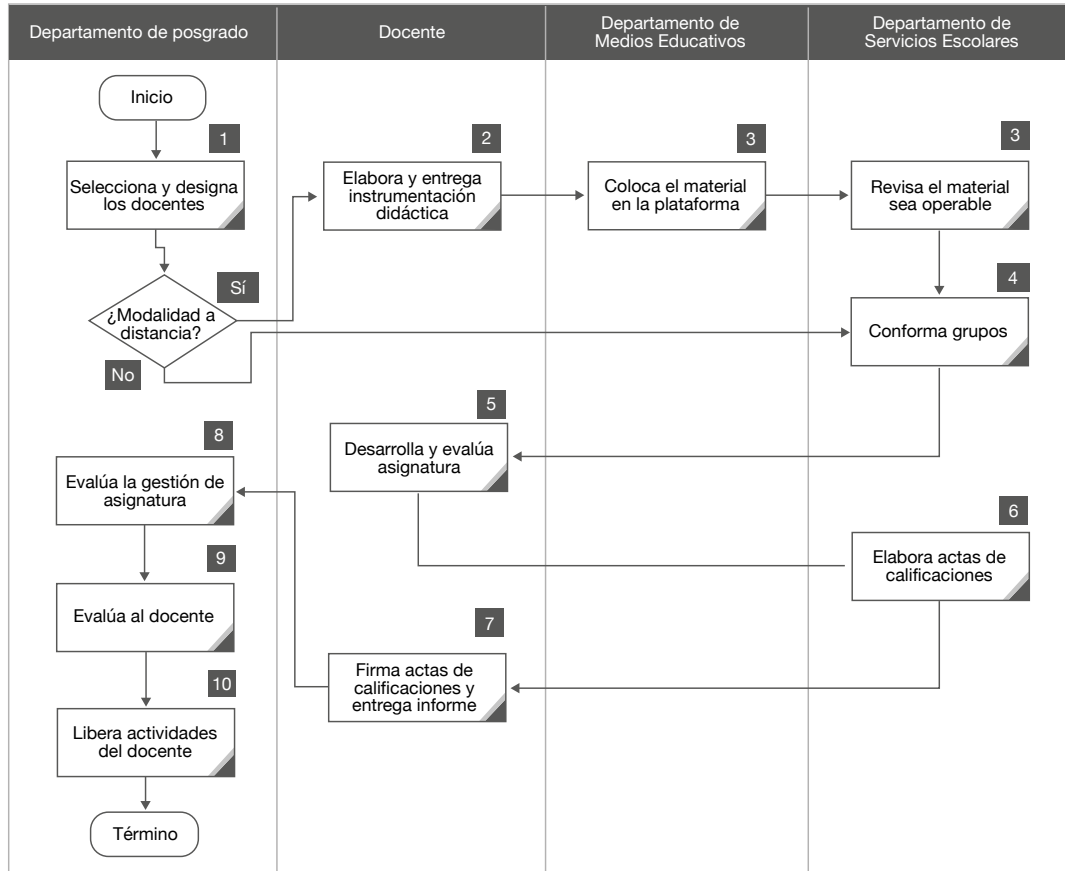 Departamento de posgrado
Docente
Departamento de
Medios Educativos
Departamento de
Servicios Escolares
Inicio
1
Selecciona y designa
los docentes
2
Elabora y entrega
instrumentación
didáctica
3
Coloca el material
en la plataforma
3
Revisa el material
sea operable
Sí
¿Modalidad a
distancia?
No
4
Conforma grupos
5
Desarrolla y evalúa
asignatura
6
Elabora actas de
calificaciones
7
Firma actas de
calificaciones y
entrega informe
8
Evalúa la gestión de
asignatura
9
Evalúa al docente
10
Libera actividades
del docente
Término